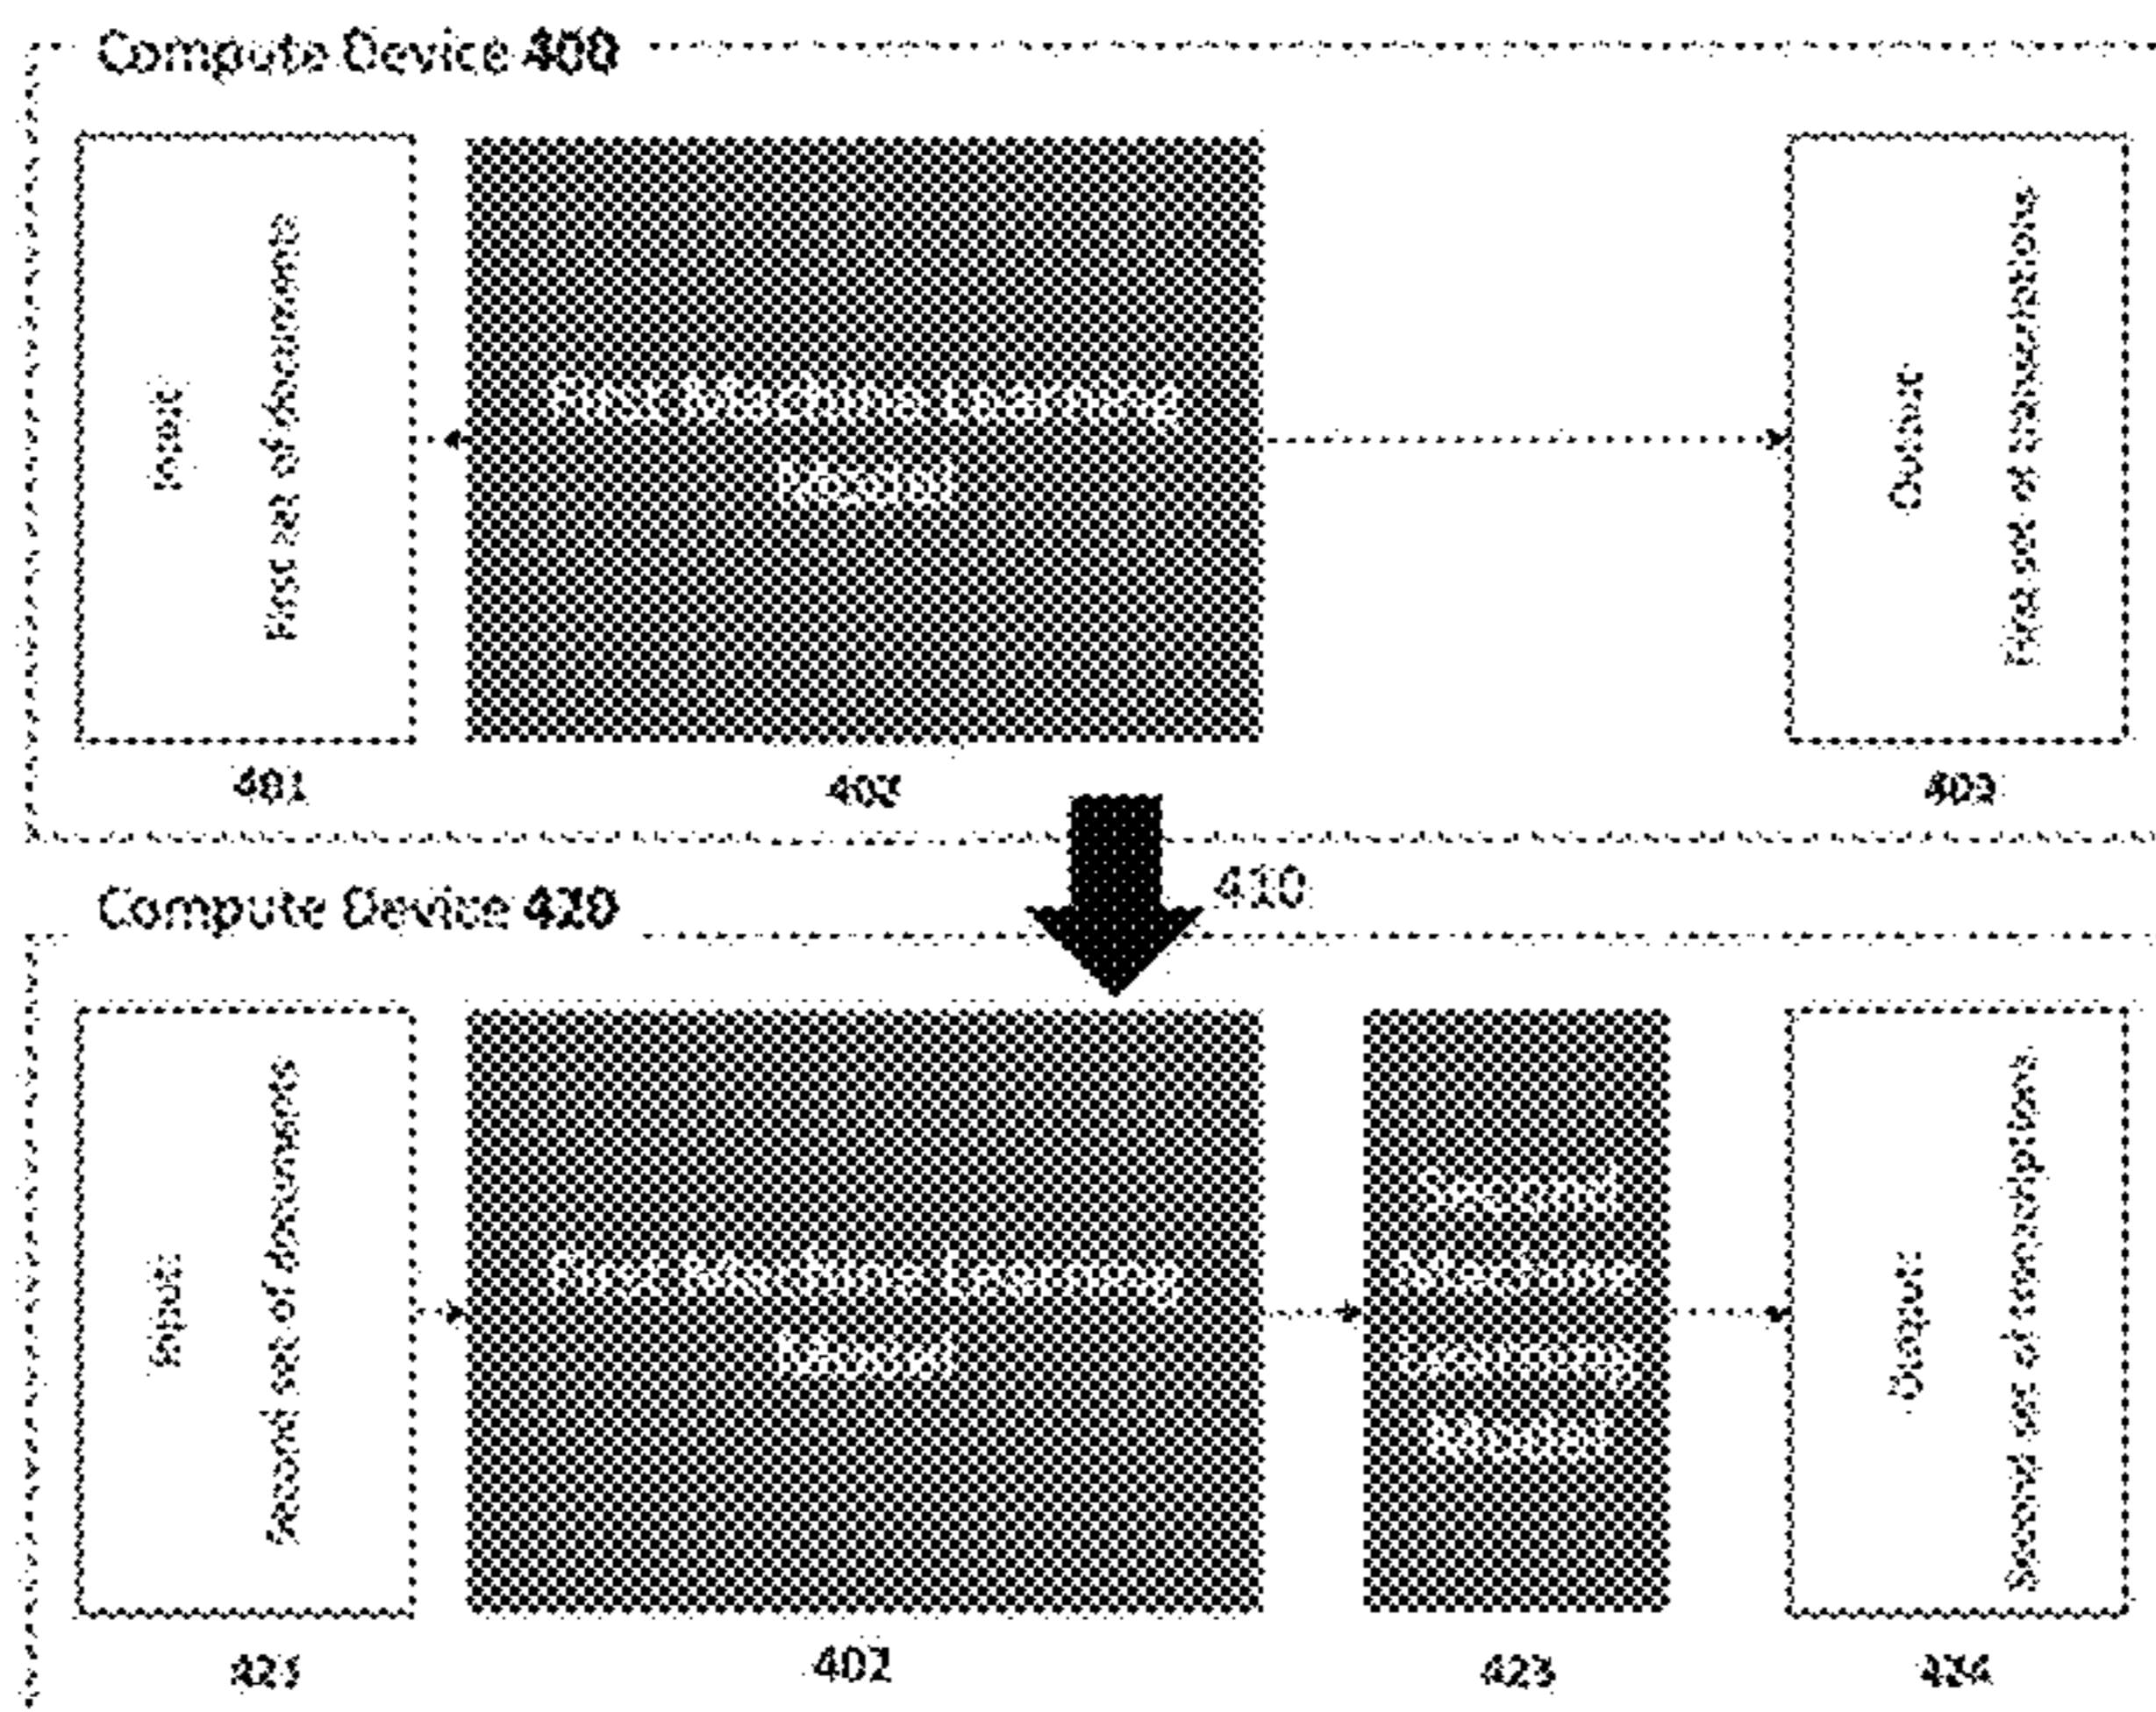 Compute Device 400
Input
First set of documents
First Machine Learning
Model
Output
First set of transcriptions
401
402
403
410
Compute Device 420
Input
Second set of documents
First Machine Learning
Model
Second
Machine
Learning
Model
Output
Second set of transcriptions
421
402
423
424